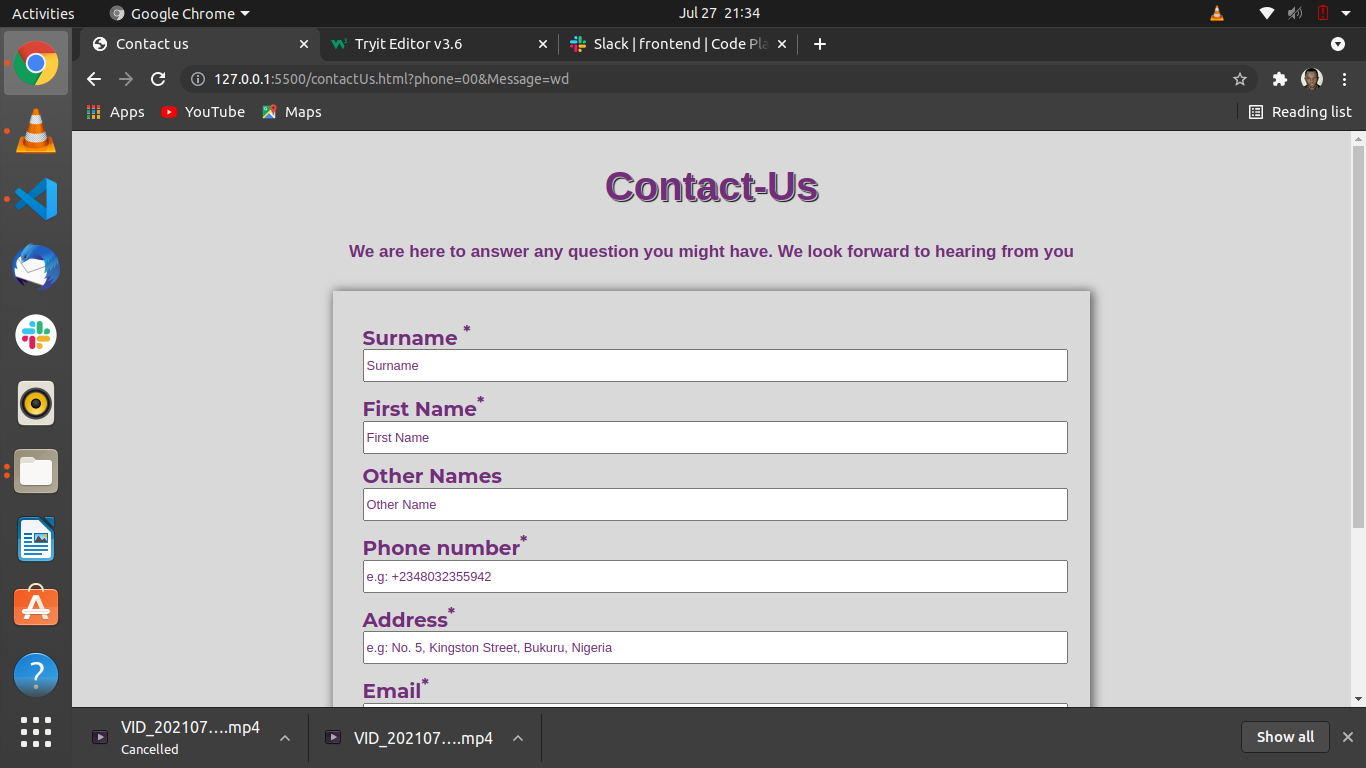 Activities Google Chrome Jul 27 21:34
Contact us Tryit Editor v3.6 Slack | frontend | Code Pla
127.0.0.1:5500/contactUs.html?phone=00&Message=wd
Apps YouTube Maps Reading list
Contact-Us
We are here to answer any question you might have. We look forward to hearing from you
Surname *
Surname
First Name*
First Name
Other Names
Other Name
Phone number*
e.g: +2348032355942
Address*
e.g: No. 5, Kingston Street, Bukuru, Nigeria
Email*
VID_202107....mp4 VID_202107....mp4 Show all
Cancelled